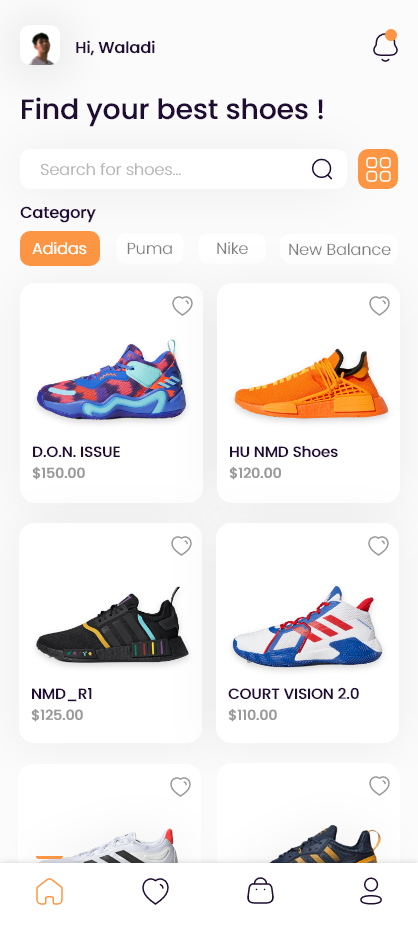 Hi, Waladi
Find your best shoes !
Search for shoes...
Category
Adidas Puma Nike New Balance
D.O.N. ISSUE
$150.00
HU NMD Shoes
$120.00
NMD_R1
$125.00
COURT VISION 2.0
$110.00